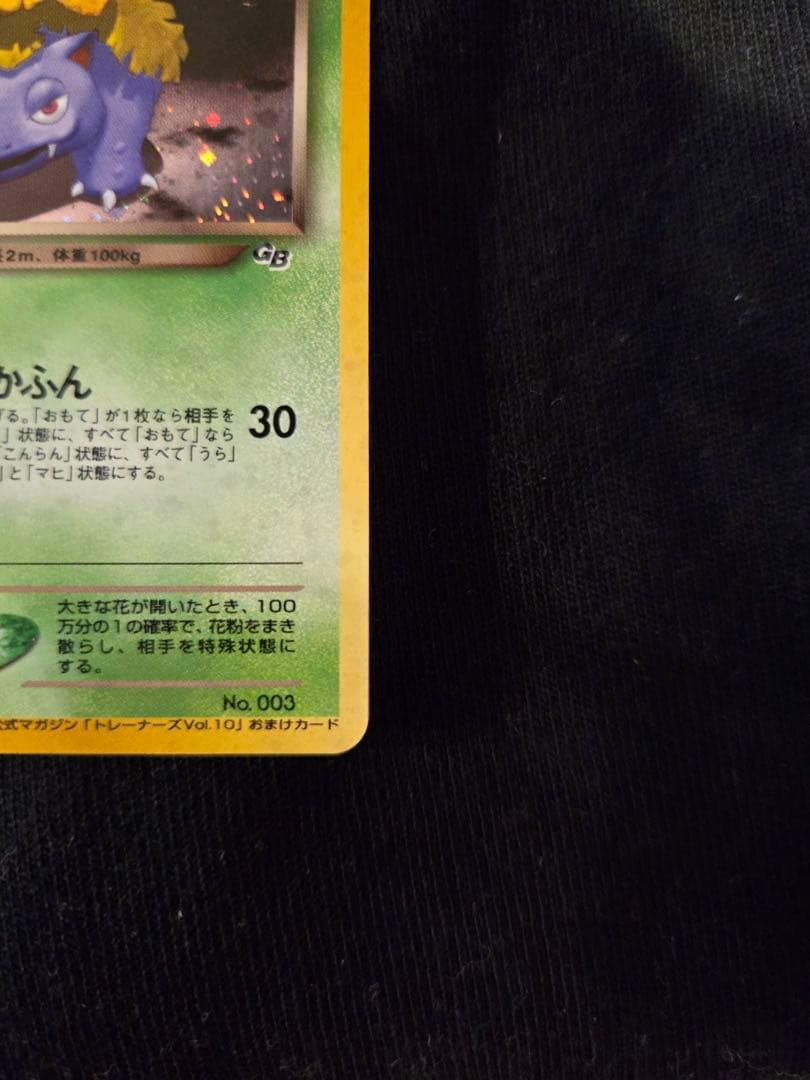 2m、体重100kg
GB
かふん
る。「おもて」が1枚なら相手を
」状態に、すべて「おもて」なら
「こんらん」状態に、すべて「うら」
」と「マヒ」状態にする。
30
大きな花が開いたとき、100
万分の1の確率で、花粉をまき
散らし、相手を特殊状態に
する。
No. 003
式マガジン「トレーナーズVol.10」おまけカード